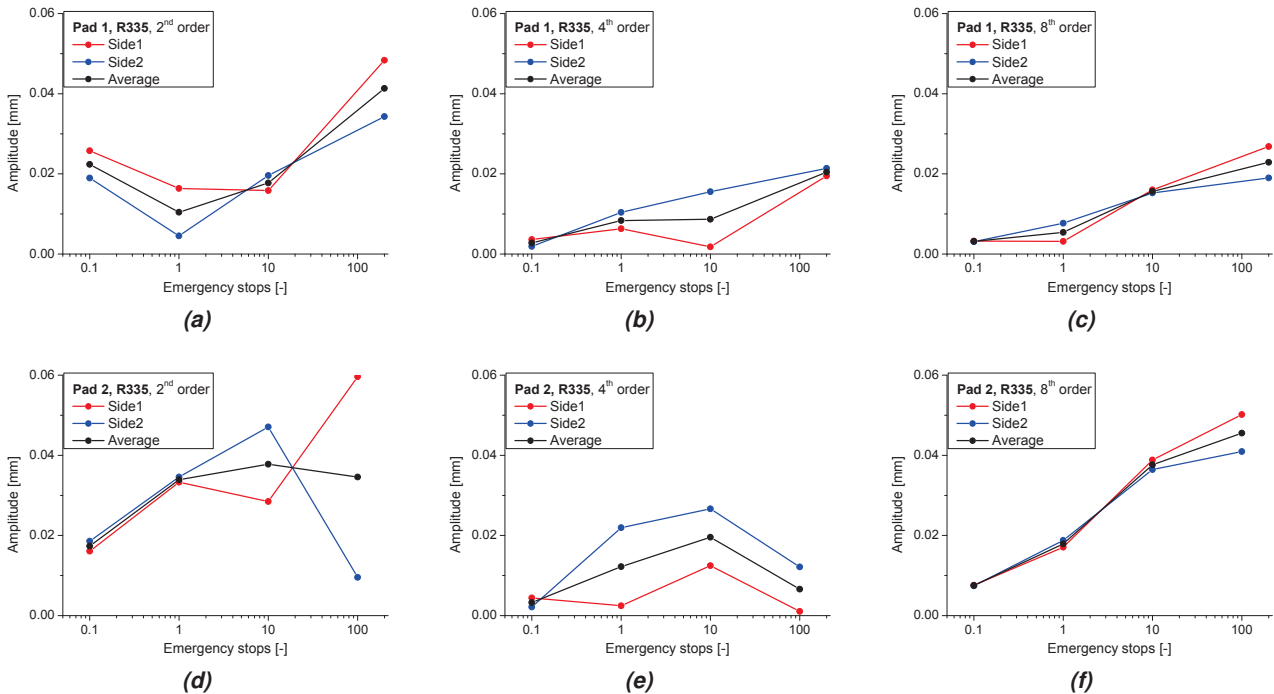 Pad 1, R335, 2nd order
Side1
Side2
Average
0.06
0.04
0.02
0.00
Amplitude [mm]
0.1 1 10 100
Emergency stops [-]
(a)
Pad 1, R335, 4th order
Side1
Side2
Average
0.06
0.04
0.02
0.00
Amplitude [mm]
0.1 1 10 100
Emergency stops [-]
(b)
Pad 1, R335, 8th order
Side1
Side2
Average
0.06
0.04
0.02
0.00
Amplitude [mm]
0.1 1 10 100
Emergency stops [-]
(c)
Pad 2, R335, 2nd order
Side1
Side2
Average
0.06
0.04
0.02
0.00
Amplitude [mm]
0.1 1 10 100
Emergency stops [-]
(d)
Pad 2, R335, 4th order
Side1
Side2
Average
0.06
0.04
0.02
0.00
Amplitude [mm]
0.1 1 10 100
Emergency stops [-]
(e)
Pad 2, R335, 8th order
Side1
Side2
Average
0.06
0.04
0.02
0.00
Amplitude [mm]
0.1 1 10 100
Emergency stops [-]
(f)